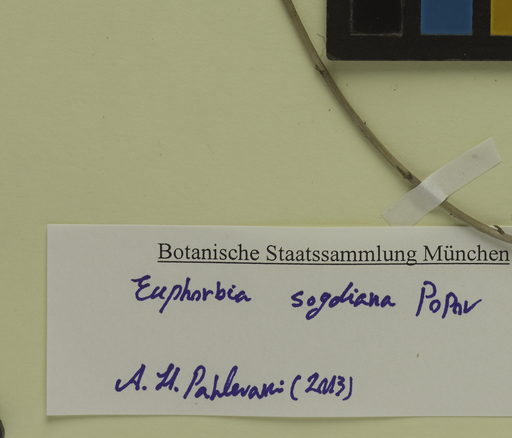 Botanische Staatssammlung München
Euphorbia sogdiana Popov
A. H. Pahlevani (2013)